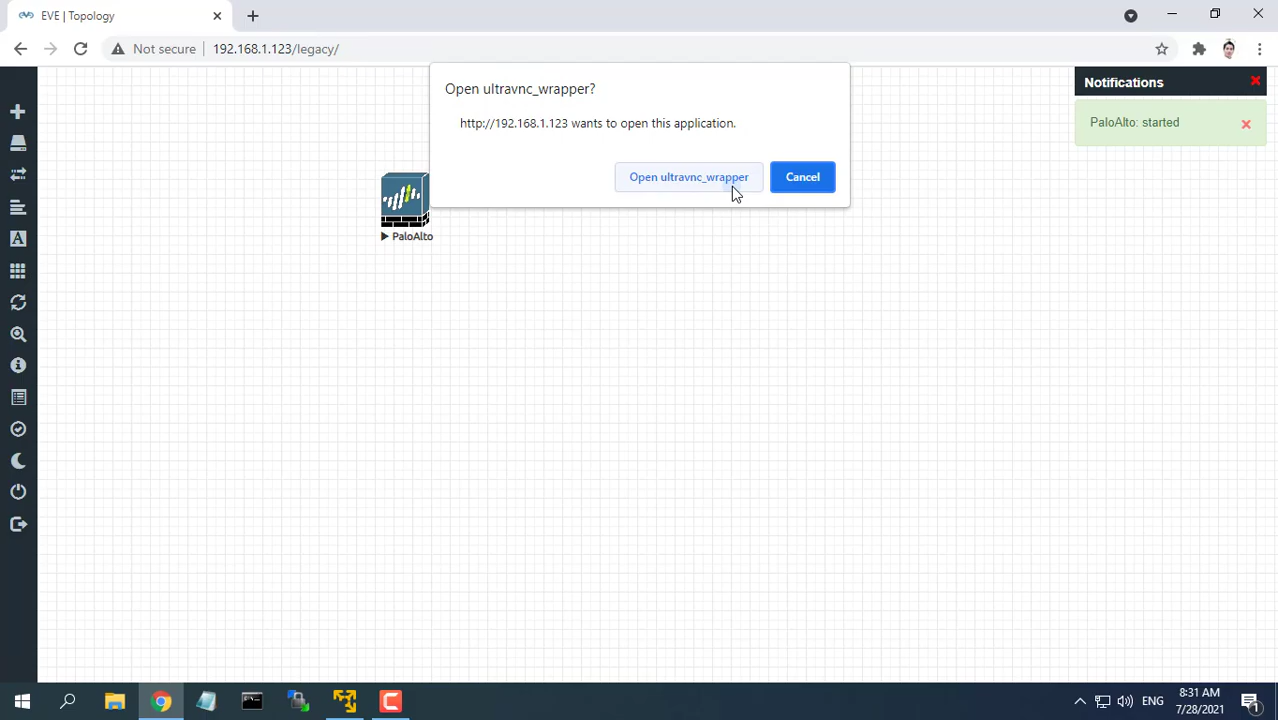 EVE | Topology
Not secure
192.168.1.123/legacy/
Open ultravnc_wrapper?
http://192.168.1.123 wants to open this application.
Open ultravnc_wrapper
Cancel
Notifications
PaloAlto: started
PaloAlto
A
ENG
8:31 AM
7/28/2021
1